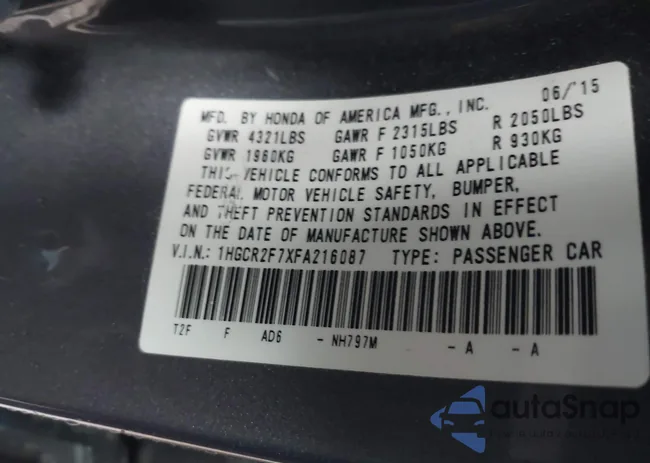 MFD. BY HONDA OF AMERICA MFG., INC. 06/'15
GVWR 4321LBS GAWR F 2315LBS R 2050LBS
GVWR 1960KG GAWR F 1050KG R 930KG
THIS VEHICLE CONFORMS TO ALL APPLICABLE
FEDERAL MOTOR VEHICLE SAFETY, BUMPER,
AND THEFT PREVENTION STANDARDS IN EFFECT
ON THE DATE OF MANUFACTURE SHOWN ABOVE.
V.I.N.: 1HGCR2F7XFA216087 TYPE: PASSENGER CAR
T2F F AD6 - NH797M - A - A
autoSnap